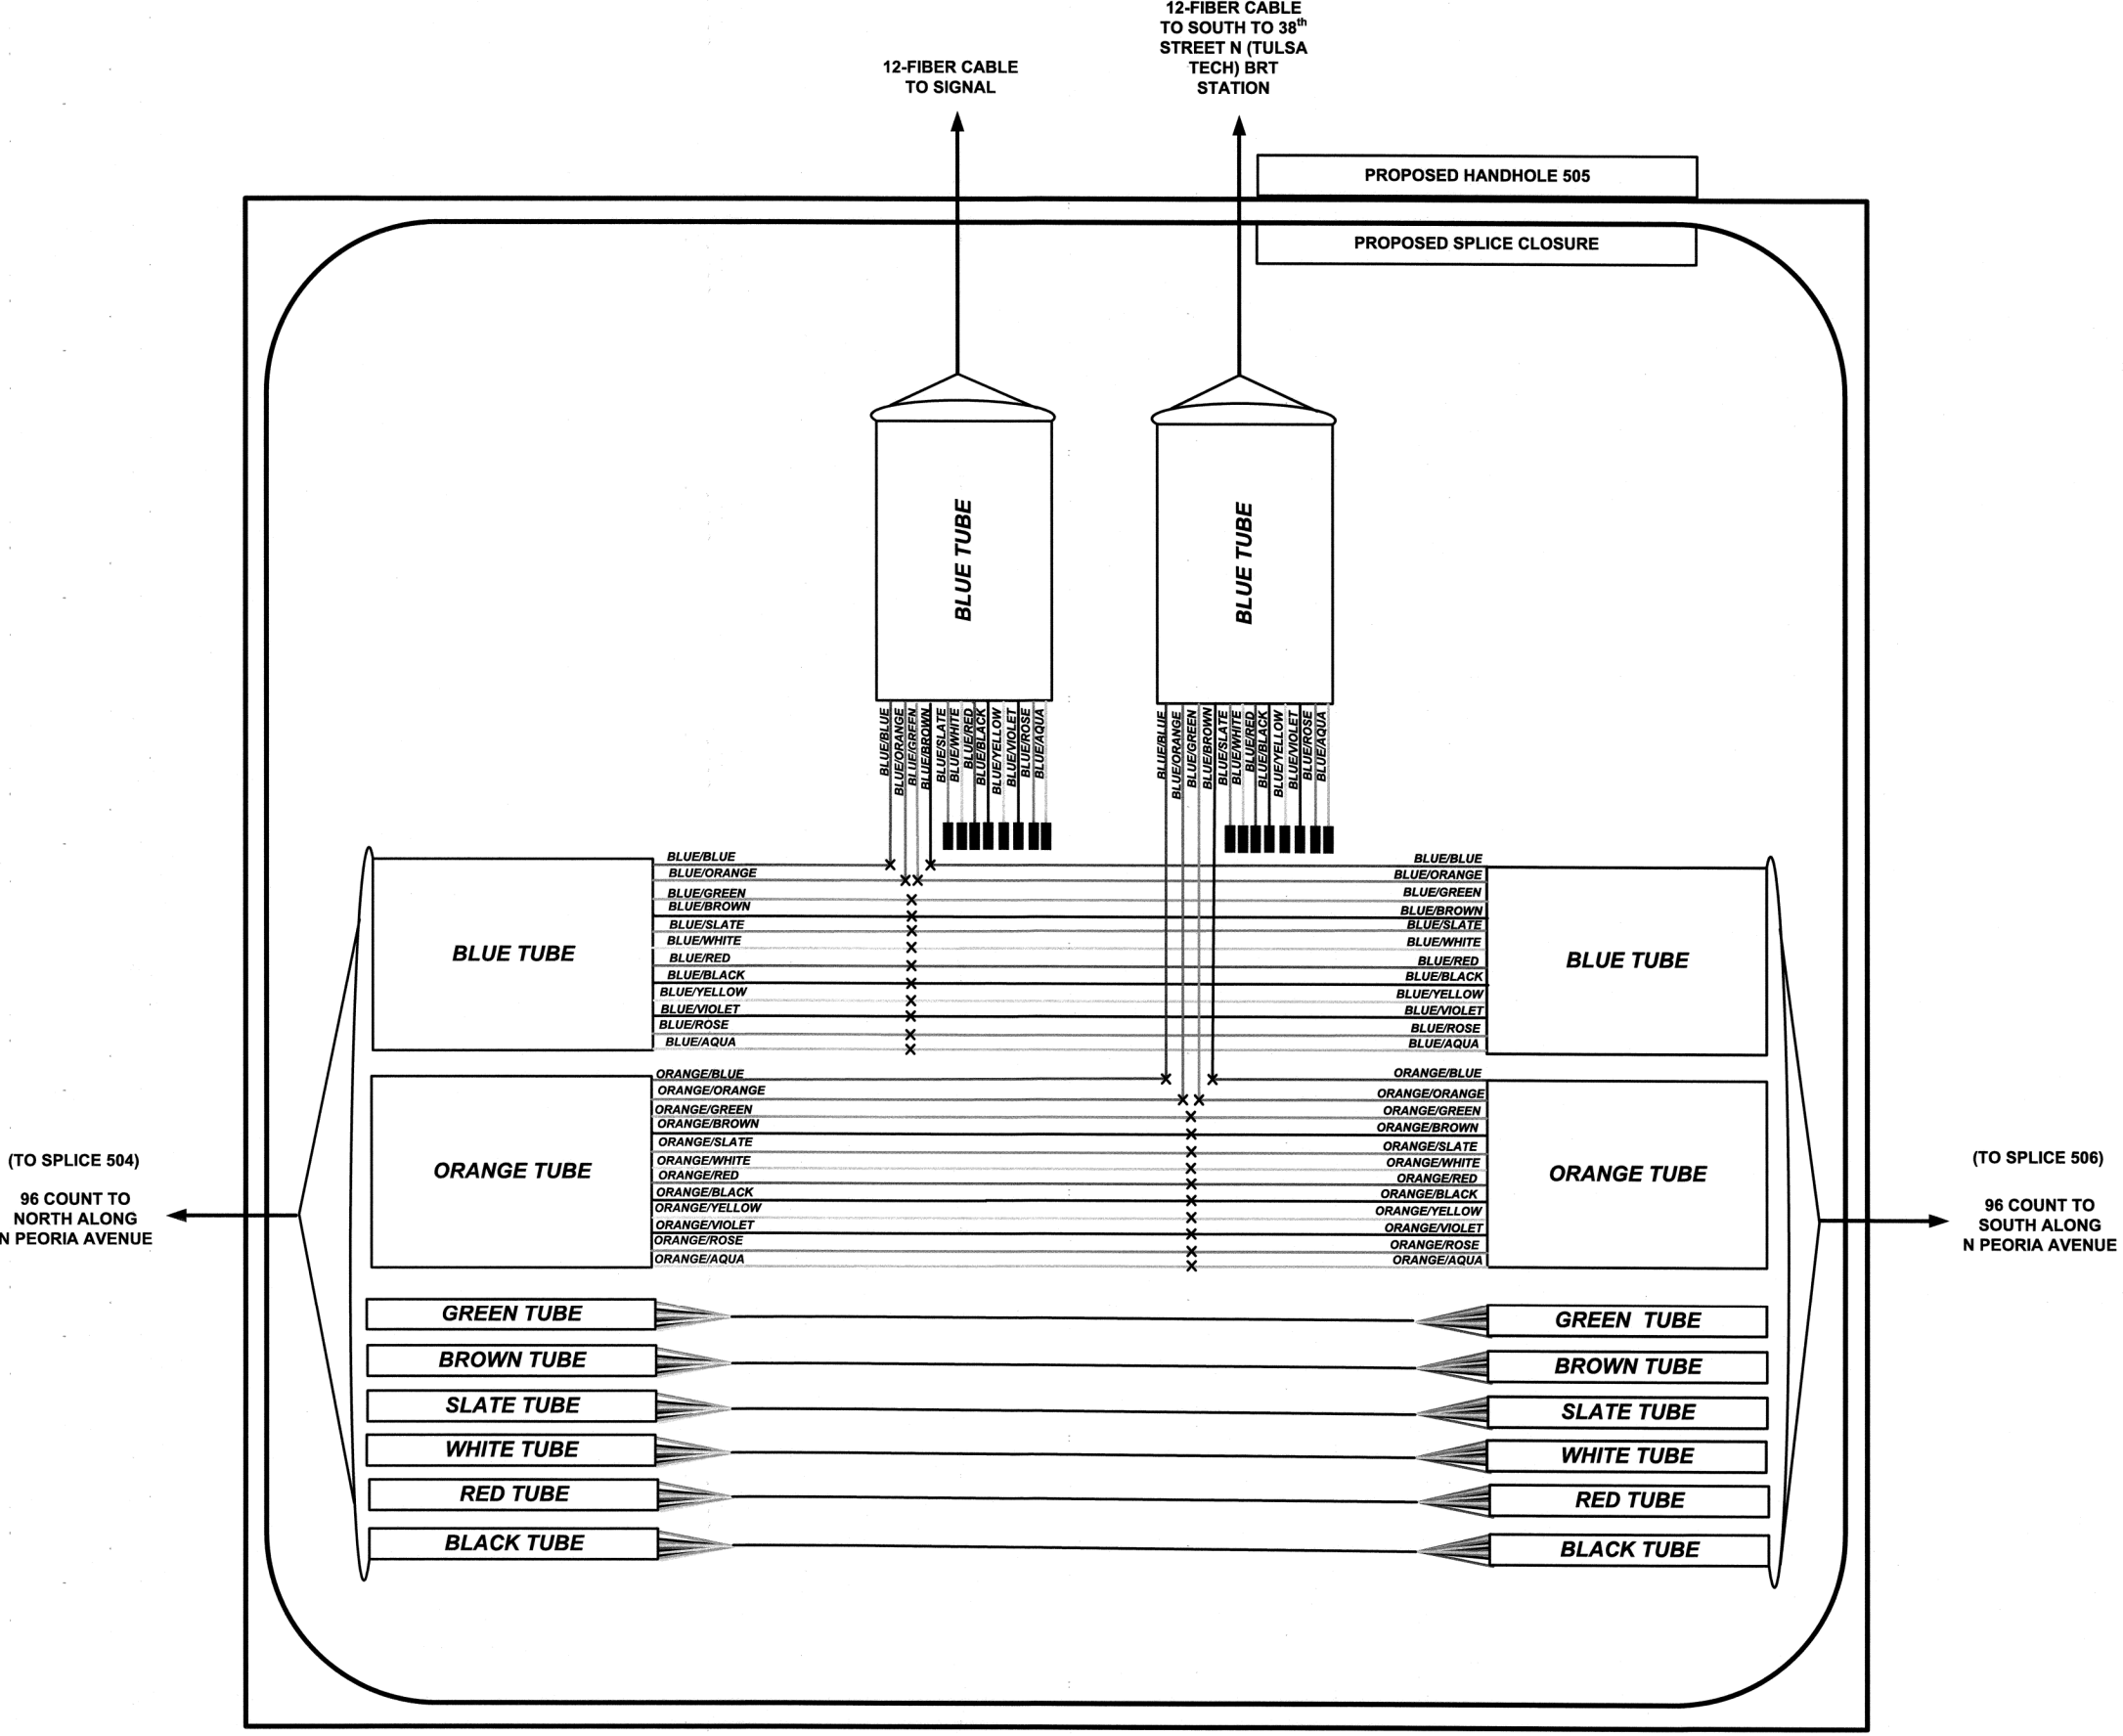 12-FIBER CABLE
TO SOUTH TO 38th
STREET N (TULSA
TECH) BRT
STATION
12-FIBER CABLE
TO SIGNAL
PROPOSED HANDHOLE 505
PROPOSED SPLICE CLOSURE
BLUE TUBE
BLUE TUBE
BLUE/BLUE
BLUE/ORANGE
BLUE/GREEN
BLUE/BROWN
BLUE/SLATE
BLUE/WHITE
BLUE/RED
BLUE/BLACK
BLUE/YELLOW
BLUE/VIOLET
BLUE/ROSE
BLUE/AQUA
BLUE/BLUE
BLUE/ORANGE
BLUE/GREEN
BLUE/BROWN
BLUE/SLATE
BLUE/WHITE
BLUE/RED
BLUE/BLACK
BLUE/YELLOW
BLUE/VIOLET
BLUE/ROSE
BLUE/AQUA
BLUE TUBE
BLUE/BLUE
BLUE/ORANGE
BLUE/GREEN
BLUE/BROWN
BLUE/SLATE
BLUE/WHITE
BLUE/RED
BLUE/BLACK
BLUE/YELLOW
BLUE/VIOLET
BLUE/ROSE
BLUE/AQUA
BLUE/BLUE
BLUE/ORANGE
BLUE/GREEN
BLUE/BROWN
BLUE/SLATE
BLUE/WHITE
BLUE/RED
BLUE/BLACK
BLUE/YELLOW
BLUE/VIOLET
BLUE/ROSE
BLUE/AQUA
BLUE TUBE
ORANGE TUBE
ORANGE/BLUE
ORANGE/ORANGE
ORANGE/GREEN
ORANGE/BROWN
ORANGE/SLATE
ORANGE/WHITE
ORANGE/RED
ORANGE/BLACK
ORANGE/YELLOW
ORANGE/VIOLET
ORANGE/ROSE
ORANGE/AQUA
ORANGE/BLUE
ORANGE/ORANGE
ORANGE/GREEN
ORANGE/BROWN
ORANGE/SLATE
ORANGE/WHITE
ORANGE/RED
ORANGE/BLACK
ORANGE/YELLOW
ORANGE/VIOLET
ORANGE/ROSE
ORANGE/AQUA
ORANGE TUBE
(TO SPLICE 504)
96 COUNT TO
NORTH ALONG
N PEORIA AVENUE
(TO SPLICE 506)
96 COUNT TO
SOUTH ALONG
N PEORIA AVENUE
GREEN TUBE
GREEN TUBE
BROWN TUBE
BROWN TUBE
SLATE TUBE
SLATE TUBE
WHITE TUBE
WHITE TUBE
RED TUBE
RED TUBE
BLACK TUBE
BLACK TUBE